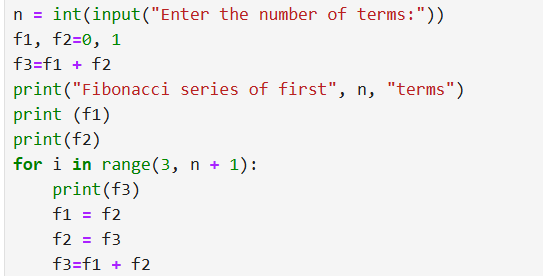 n = int(input("Enter the number of terms:"))
f1, f2=0, 1
f3=f1 + f2
print("Fibonacci series of first", n, "terms")
print (f1)
print(f2)
for i in range(3, n + 1):
    print(f3)
    f1 = f2
    f2 = f3
    f3=f1 + f2